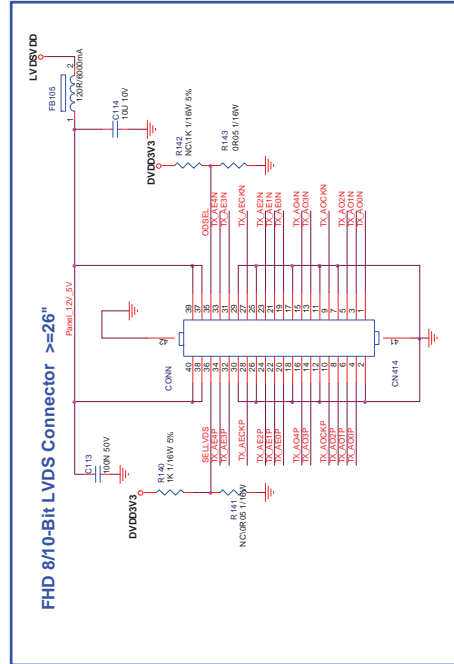 FHD 8/10-Bit LVDS Connector >=26"
LVDSVDD
FB105
1
2
120R/6000mA
Panel_12V_5V
C113
100N 50V
C114
10U 10V
DVDD3V3
R140
1K 1/16W 5%
R141
NC\0R05 1/16W
DVDD3V3
R142
NC\1K 1/16W 5%
R143
0R05 1/16W
CONN
42
40
39
38
37
SELLVDS
36
35
ODSEL
TX_AE4P
34
33
TX_AE4N
TX_AE3P
32
31
TX_AE3N
30
29
TX_AECKP
28
27
TX_AECKN
26
25
TX_AE2P
24
23
TX_AE2N
TX_AE1P
22
21
TX_AE1N
TX_AE0P
20
19
TX_AE0N
18
17
TX_AO4P
16
15
TX_AO4N
TX_AO3P
14
13
TX_AO3N
12
11
TX_AOCKP
10
9
TX_AOCKN
TX_AO2P
8
7
TX_AO2N
TX_AO1P
6
5
TX_AO1N
TX_AO0P
4
3
TX_AO0N
2
1
41
CN414